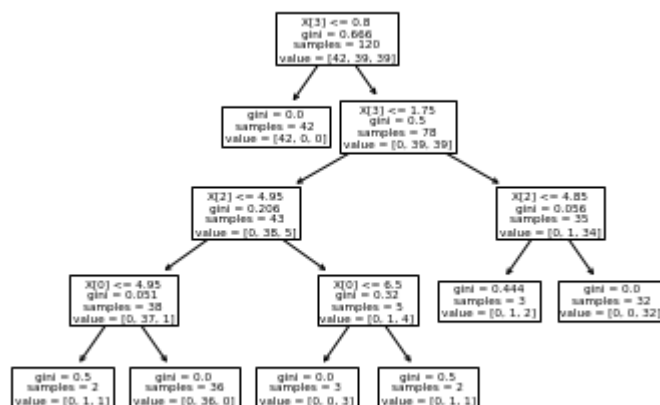 X[3] <= 0.8
gini = 0.666
samples = 120
value = [42, 39, 39]
gini = 0.0
samples = 42
value = [42, 0, 0]
X[3] <= 1.75
gini = 0.5
samples = 78
value = [0, 39, 39]
X[2] <= 4.95
gini = 0.206
samples = 43
value = [0, 38, 5]
X[2] <= 4.85
gini = 0.056
samples = 35
value = [0, 1, 34]
X[0] <= 4.95
gini = 0.051
samples = 38
value = [0, 37, 1]
X[0] <= 6.5
gini = 0.32
samples = 5
value = [0, 1, 4]
gini = 0.444
samples = 3
value = [0, 1, 2]
gini = 0.0
samples = 32
value = [0, 0, 32]
gini = 0.5
samples = 2
value = [0, 1, 1]
gini = 0.0
samples = 36
value = [0, 36, 0]
gini = 0.0
samples = 3
value = [0, 0, 3]
gini = 0.5
samples = 2
value = [0, 1, 1]